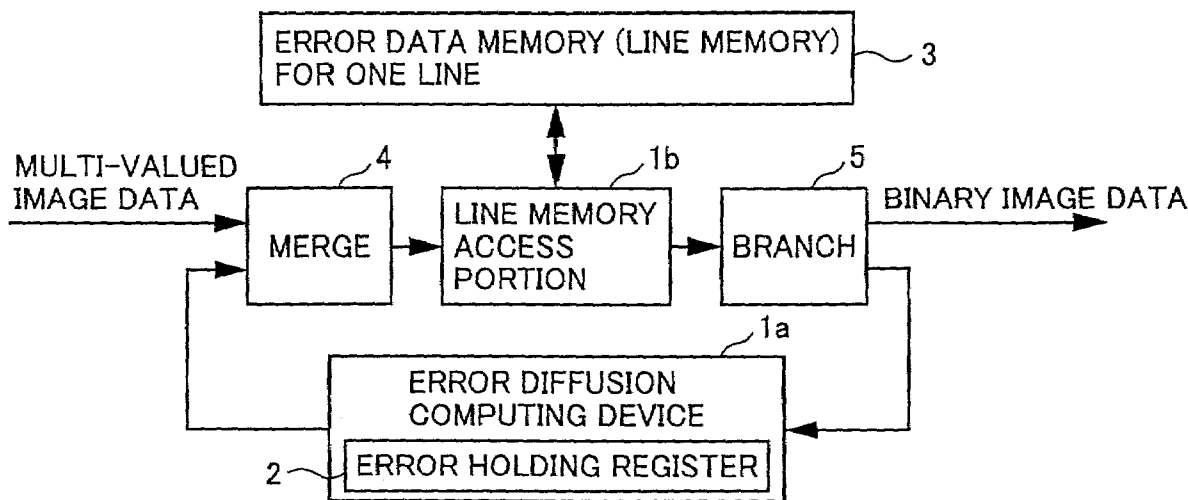 ERROR DATA MEMORY (LINE MEMORY)
FOR ONE LINE
3
MULTI-VALUED
IMAGE DATA
4
MERGE
1b
LINE MEMORY
ACCESS
PORTION
5
BRANCH
BINARY IMAGE DATA
1a
ERROR DIFFUSION
COMPUTING DEVICE
2
ERROR HOLDING REGISTER